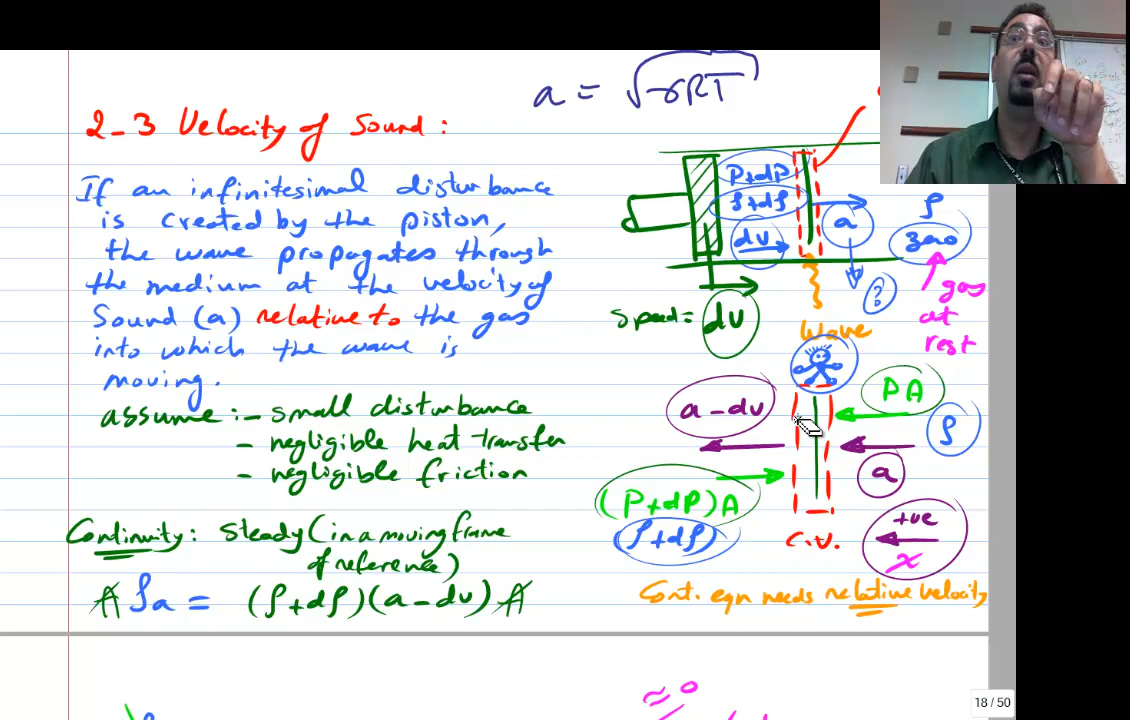 a = √γRT
2-3 Velocity of Sound :
If an infinitesimal disturbance
is created by the piston,
the wave propagates through
the medium at the velocity of
Sound (a) relative to the gas
into which the wave is
moving.
assume :- small disturbance
- negligible heat transfer
- negligible friction
Continuity: Steady (in a moving frame
of reference)
A ρa = (ρ+dρ)(a-dv) A
P+dP
ρ+dρ
dv
a
ρ
zero
?
gas
at
rest
Speed = dv
Wave
a-dv
PA
ρ
a
(P+dP)A
ρ+dρ
C.V.
+ve
x
Cont. eqn needs relative velocity
≈ 0
18 / 50